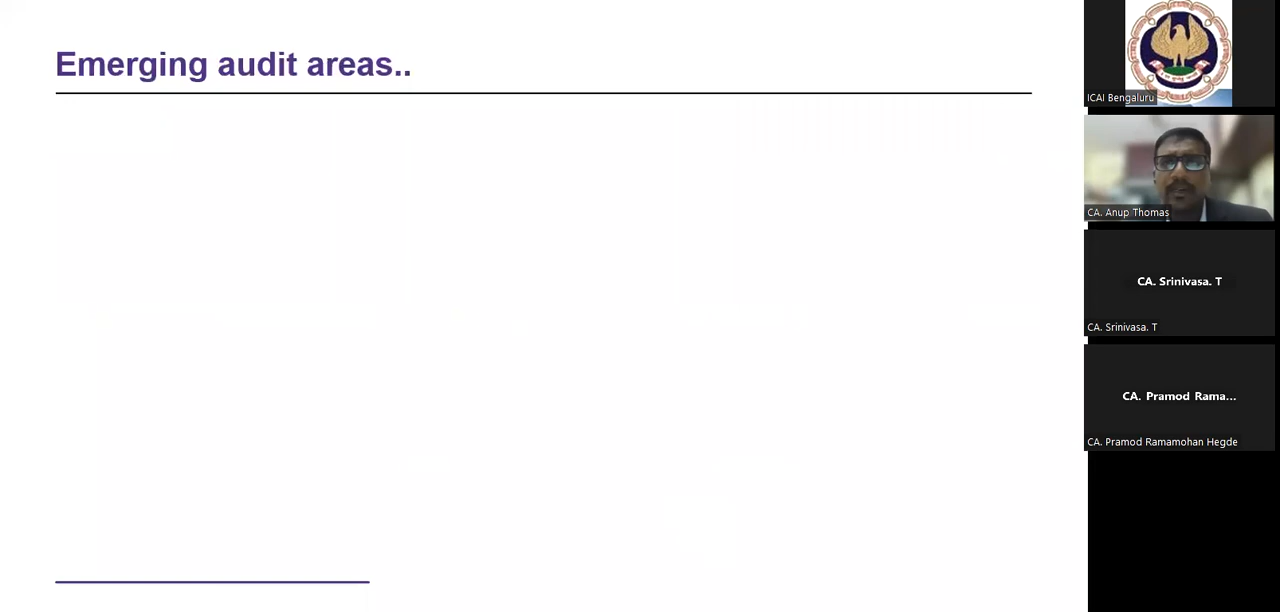 Emerging audit areas..
ICAI Bengaluru
CA. Anup Thomas
CA. Srinivasa. T
CA. Srinivasa. T
CA. Pramod Rama...
CA. Pramod Ramamohan Hegde